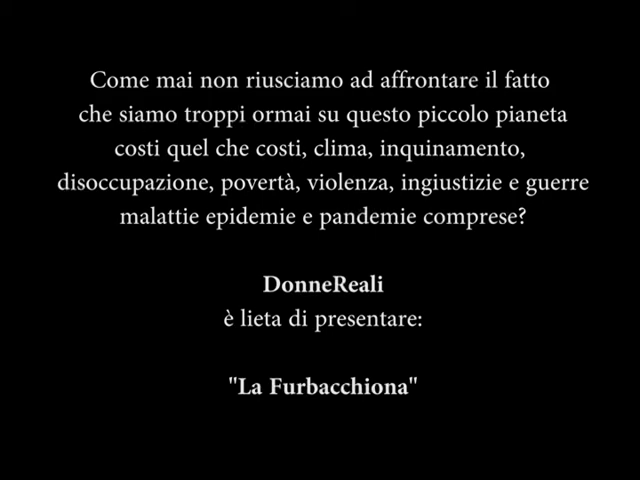 Come mai non riusciamo ad affrontare il fatto
che siamo troppi ormai su questo piccolo pianeta
costi quel che costi, clima, inquinamento,
disoccupazione, povertà, violenza, ingiustizie e guerre
malattie epidemie e pandemie comprese?
DonneReali
è lieta di presentare:
"La Furbacchiona"